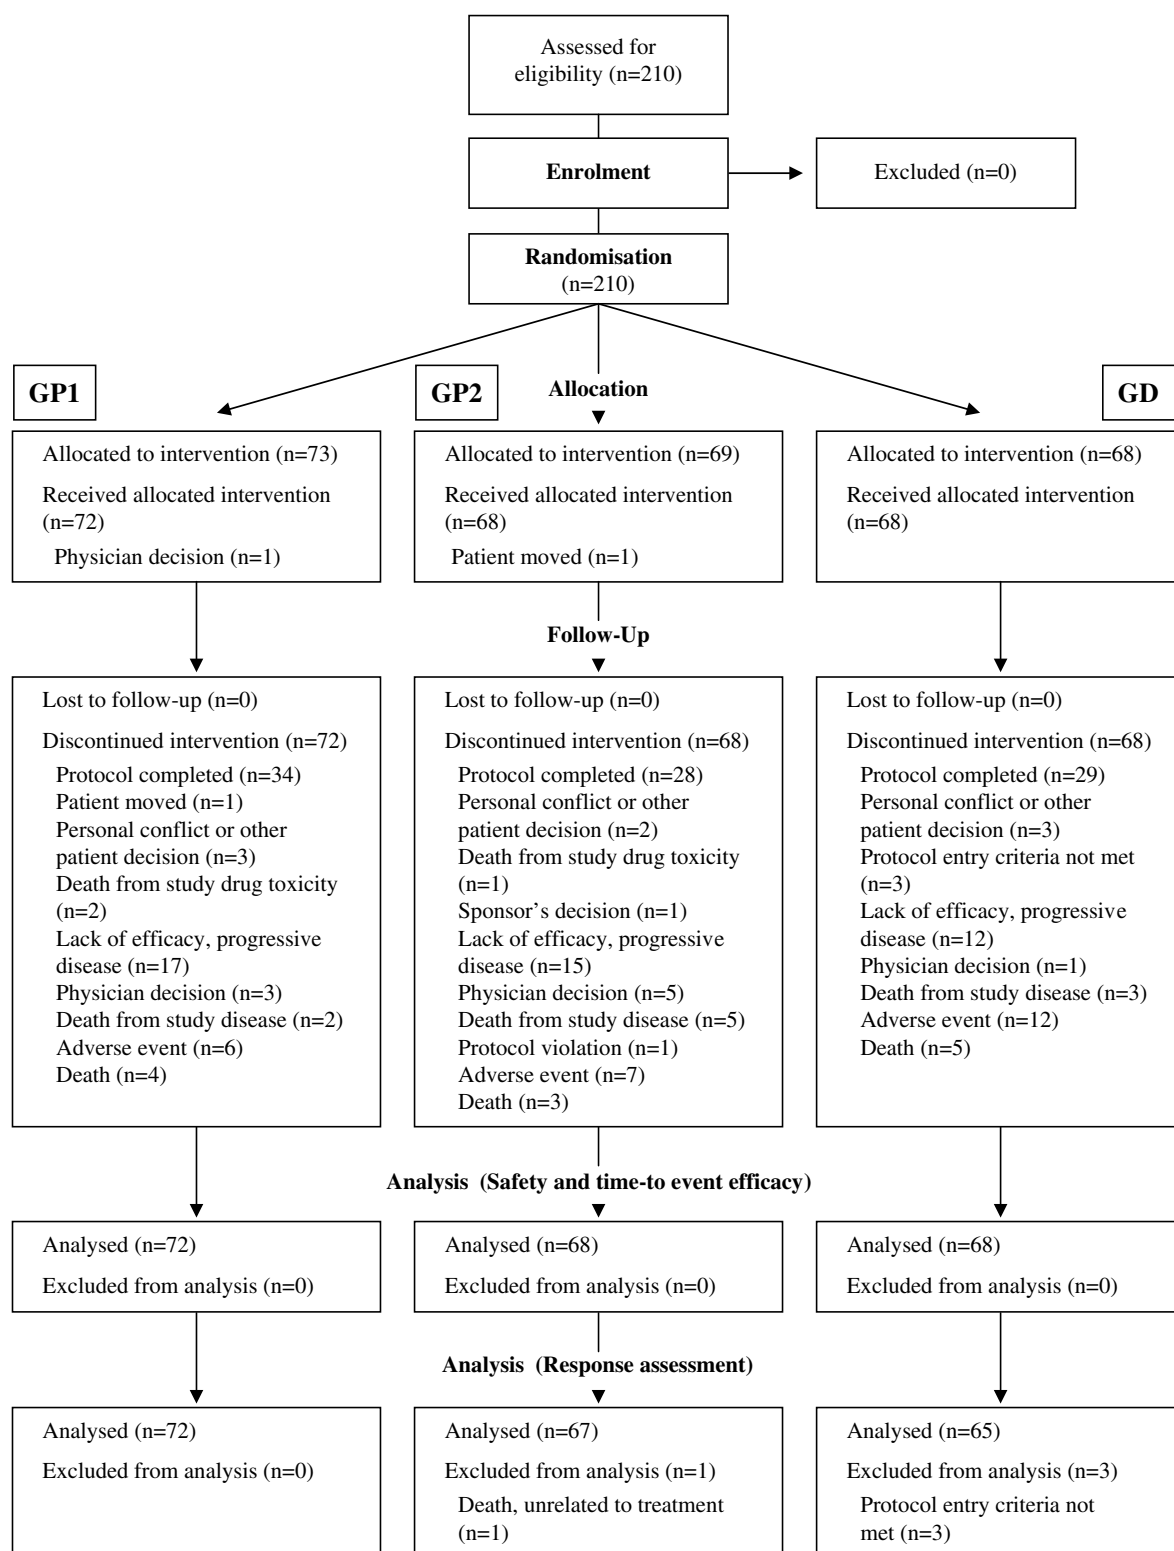 Assessed for
eligibility (n=210)
Enrolment
Excluded (n=0)
Randomisation
(n=210)
GP1
GP2
Allocation
GD
Allocated to intervention (n=73)
Received allocated intervention
(n=72)
Physician decision (n=1)
Allocated to intervention (n=69)
Received allocated intervention
(n=68)
Patient moved (n=1)
Allocated to intervention (n=68)
Received allocated intervention
(n=68)
Follow-Up
Lost to follow-up (n=0)
Discontinued intervention (n=72)
Protocol completed (n=34)
Patient moved (n=1)
Personal conflict or other
patient decision (n=3)
Death from study drug toxicity
(n=2)
Lack of efficacy, progressive
disease (n=17)
Physician decision (n=3)
Death from study disease (n=2)
Adverse event (n=6)
Death (n=4)
Lost to follow-up (n=0)
Discontinued intervention (n=68)
Protocol completed (n=28)
Personal conflict or other
patient decision (n=2)
Death from study drug toxicity
(n=1)
Sponsor's decision (n=1)
Lack of efficacy, progressive
disease (n=15)
Physician decision (n=5)
Death from study disease (n=5)
Protocol violation (n=1)
Adverse event (n=7)
Death (n=3)
Lost to follow-up (n=0)
Discontinued intervention (n=68)
Protocol completed (n=29)
Personal conflict or other
patient decision (n=3)
Protocol entry criteria not met
(n=3)
Lack of efficacy, progressive
disease (n=12)
Physician decision (n=1)
Death from study disease (n=3)
Adverse event (n=12)
Death (n=5)
Analysis (Safety and time-to event efficacy)
Analysed (n=72)
Excluded from analysis (n=0)
Analysed (n=68)
Excluded from analysis (n=0)
Analysed (n=68)
Excluded from analysis (n=0)
Analysis (Response assessment)
Analysed (n=72)
Excluded from analysis (n=0)
Analysed (n=67)
Excluded from analysis (n=1)
Death, unrelated to treatment
(n=1)
Analysed (n=65)
Excluded from analysis (n=3)
Protocol entry criteria not
met (n=3)